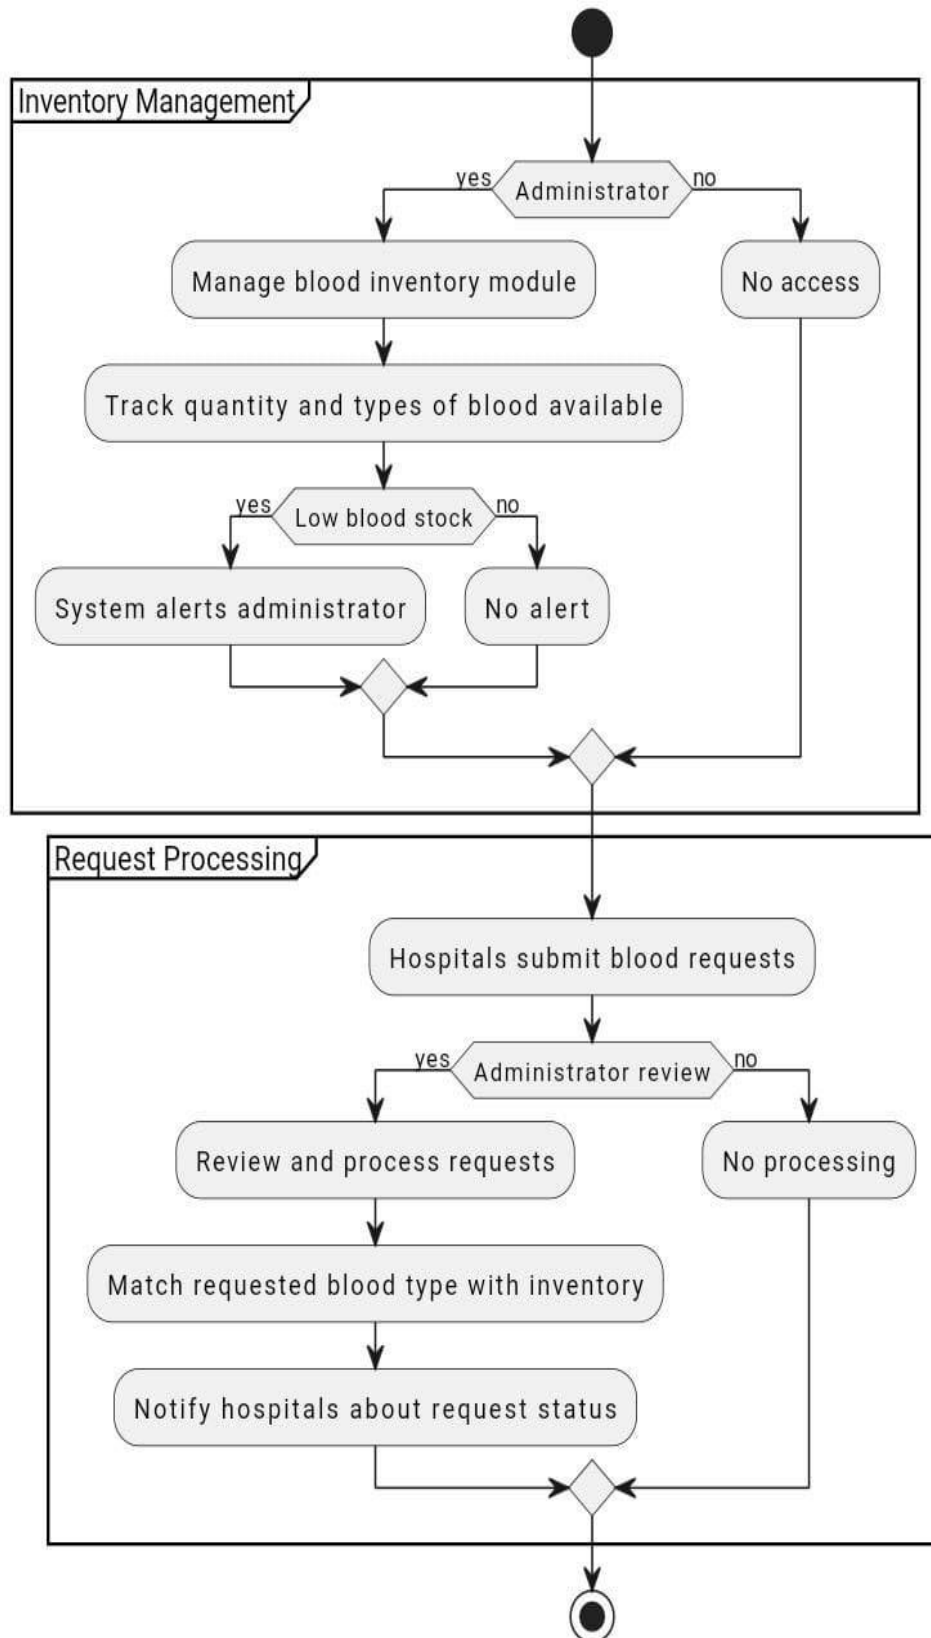 Inventory Management
yes
Administrator
no
Manage blood inventory module
No access
Track quantity and types of blood available
yes
Low blood stock
no
System alerts administrator
No alert
Request Processing
Hospitals submit blood requests
yes
Administrator review
no
Review and process requests
No processing
Match requested blood type with inventory
Notify hospitals about request status